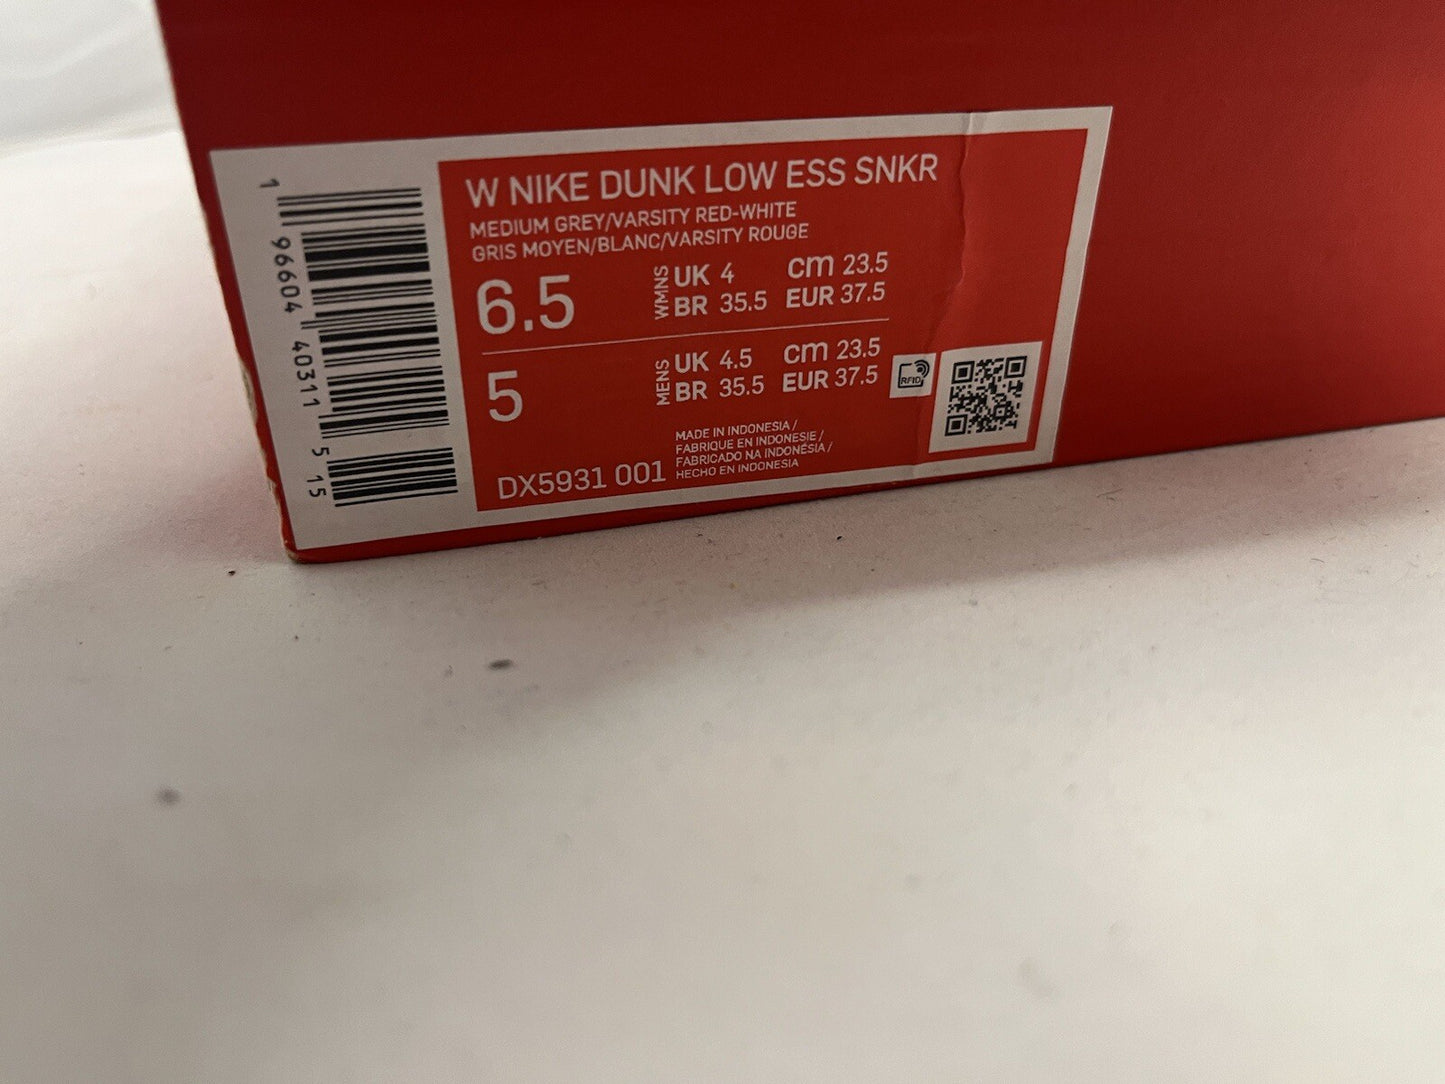 1 96604 40311 5 15
W NIKE DUNK LOW ESS SNKR
MEDIUM GREY/VARSITY RED-WHITE
GRIS MOYEN/BLANC/VARSITY ROUGE
6.5 WMNS UK 4 cm 23.5
BR 35.5 EUR 37.5
5 MENS UK 4.5 cm 23.5
BR 35.5 EUR 37.5
RFID
MADE IN INDONESIA /
FABRIQUE EN INDONESIE /
FABRICADO NA INDONÉSIA /
HECHO EN INDONESIA
DX5931 001